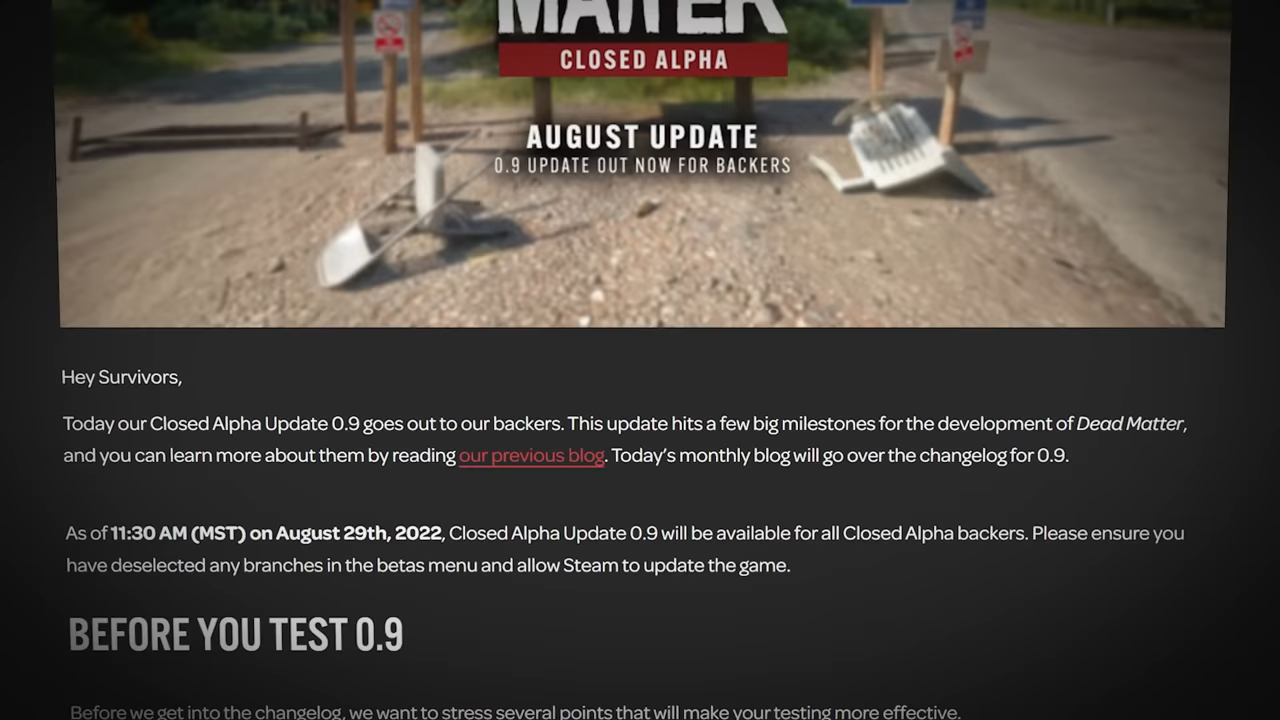 MATTER
CLOSED ALPHA
AUGUST UPDATE
0.9 UPDATE OUT NOW FOR BACKERS
Hey Survivors,
Today our Closed Alpha Update 0.9 goes out to our backers. This update hits a few big milestones for the development of Dead Matter,
and you can learn more about them by reading our previous blog. Today's monthly blog will go over the changelog for 0.9.
As of 11:30 AM (MST) on August 29th, 2022, Closed Alpha Update 0.9 will be available for all Closed Alpha backers. Please ensure you
have deselected any branches in the betas menu and allow Steam to update the game.
BEFORE YOU TEST 0.9
Before we get into the changelog, we want to stress several points that will make your testing more effective.